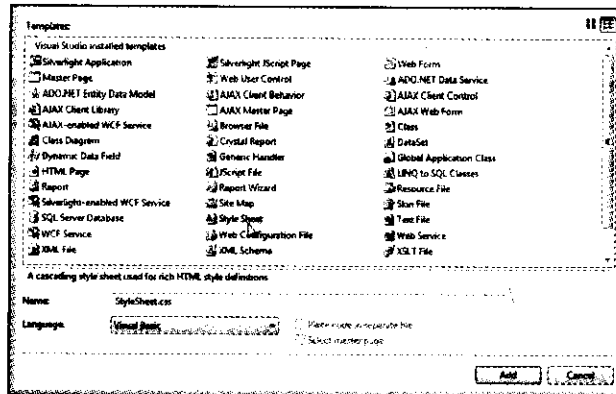 Templates:
Visual Studio installed templates
Silverlight Application Silverlight JScript Page Web Form
Master Page Web User Control ADO.NET Data Service
ADO.NET Entity Data Model AJAX Client Behavior AJAX Client Control
AJAX Client Library AJAX Master Page AJAX Web Form
AJAX-enabled WCF Service Browser File Class
Class Diagram Crystal Report DataSet
Dynamic Data Field Generic Handler Global Application Class
HTML Page JScript File LINQ to SQL Classes
Report Report Wizard Resource File
Silverlight-enabled WCF Service Site Map Skin File
SQL Server Database Style Sheet Text File
WCF Service Web Configuration File Web Service
XML File XML Schema XSLT File
A cascading style sheet used for rich HTML style definitions
Name: StyleSheet.css
Language: Visual Basic Place code in separate file
Select master page
Add Cancel